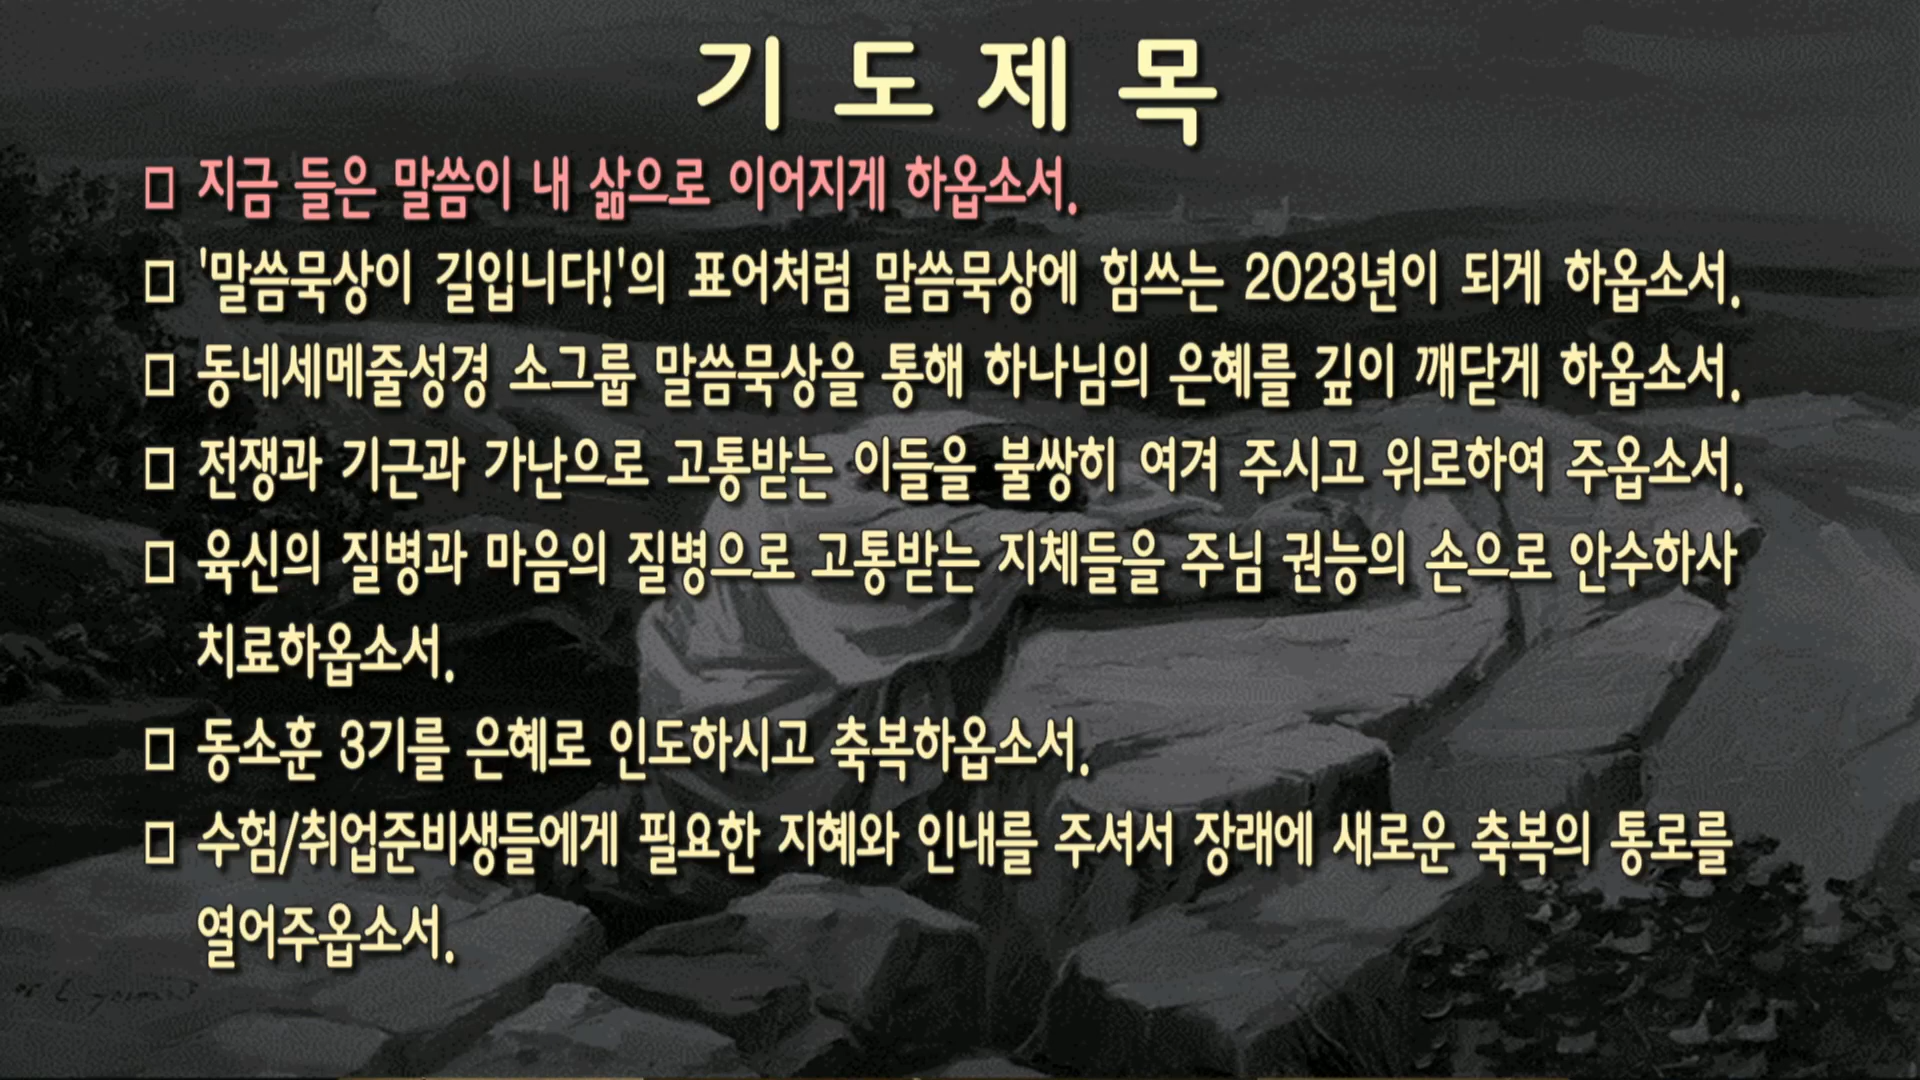 기 도 제 목
□ 지금 들은 말씀이 내 삶으로 이어지게 하옵소서.
□ '말씀묵상이 길입니다!'의 표어처럼 말씀묵상에 힘쓰는 2023년이 되게 하옵소서.
□ 동네세메줄성경 소그룹 말씀묵상을 통해 하나님의 은혜를 깊이 깨닫게 하옵소서.
□ 전쟁과 기근과 가난으로 고통받는 이들을 불쌍히 여겨 주시고 위로하여 주옵소서.
□ 육신의 질병과 마음의 질병으로 고통받는 지체들을 주님 권능의 손으로 안수하사
치료하옵소서.
□ 동소훈 3기를 은혜로 인도하시고 축복하옵소서.
□ 수험/취업준비생들에게 필요한 지혜와 인내를 주셔서 장래에 새로운 축복의 통로를
열어주옵소서.